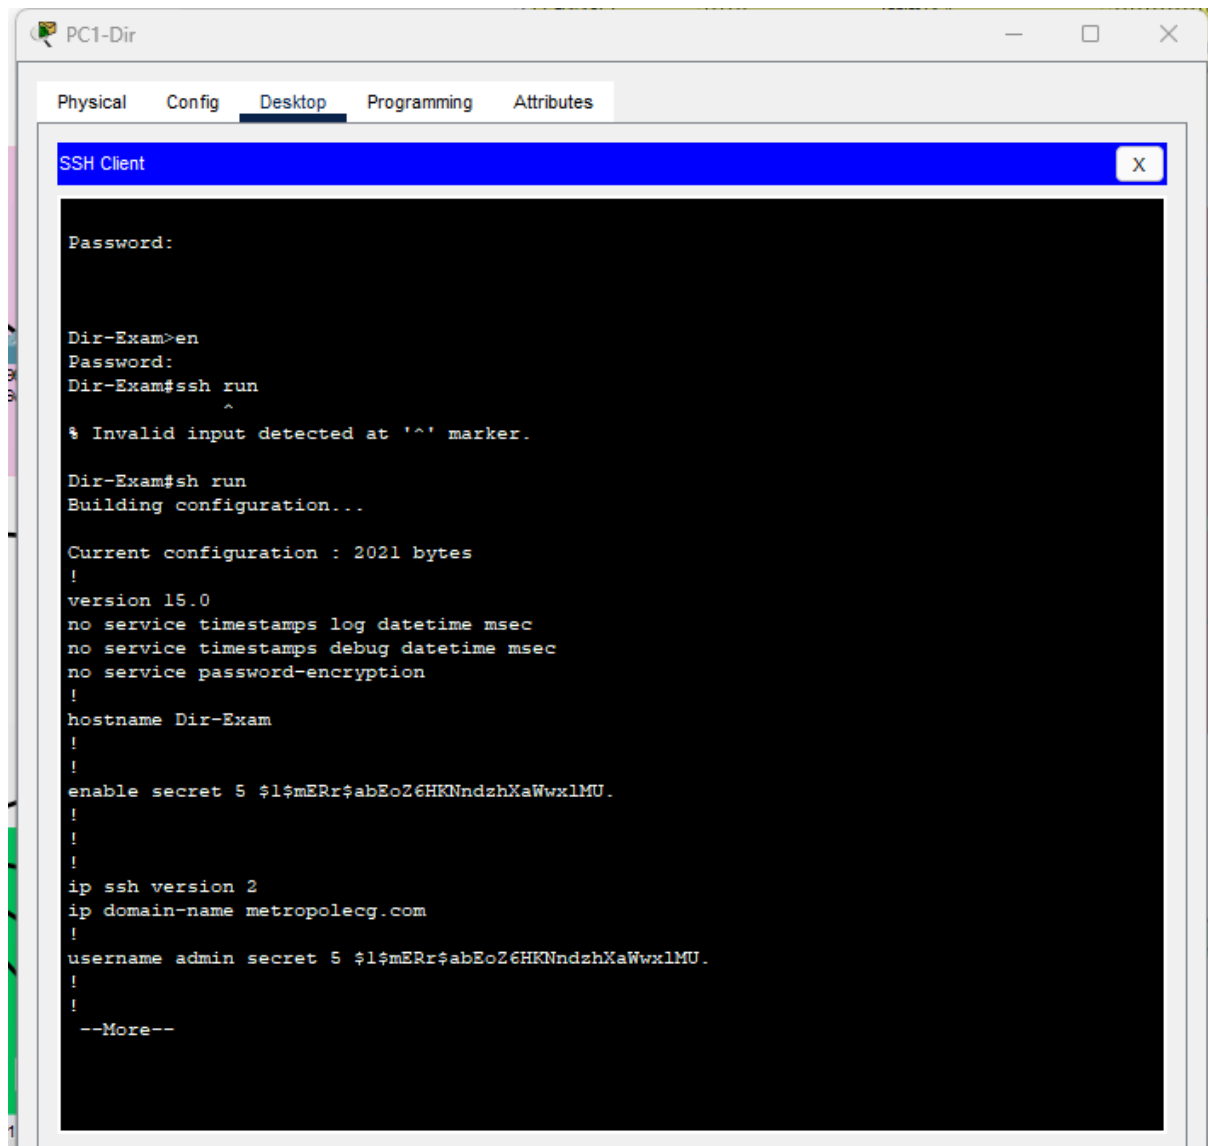 PC1-Dir
Physical Config Desktop Programming Attributes
SSH Client
X
Password:
Dir-Exam>en
Password:
Dir-Exam#ssh run
^
% Invalid input detected at '^' marker.
Dir-Exam#sh run
Building configuration...
Current configuration : 2021 bytes
!
version 15.0
no service timestamps log datetime msec
no service timestamps debug datetime msec
no service password-encryption
!
hostname Dir-Exam
!
!
enable secret 5 $1$mERr$abEoZ6HKNndzhXaWwxlMU.
!
!
!
ip ssh version 2
ip domain-name metropolecg.com
!
username admin secret 5 $1$mERr$abEoZ6HKNndzhXaWwxlMU.
!
!
--More--